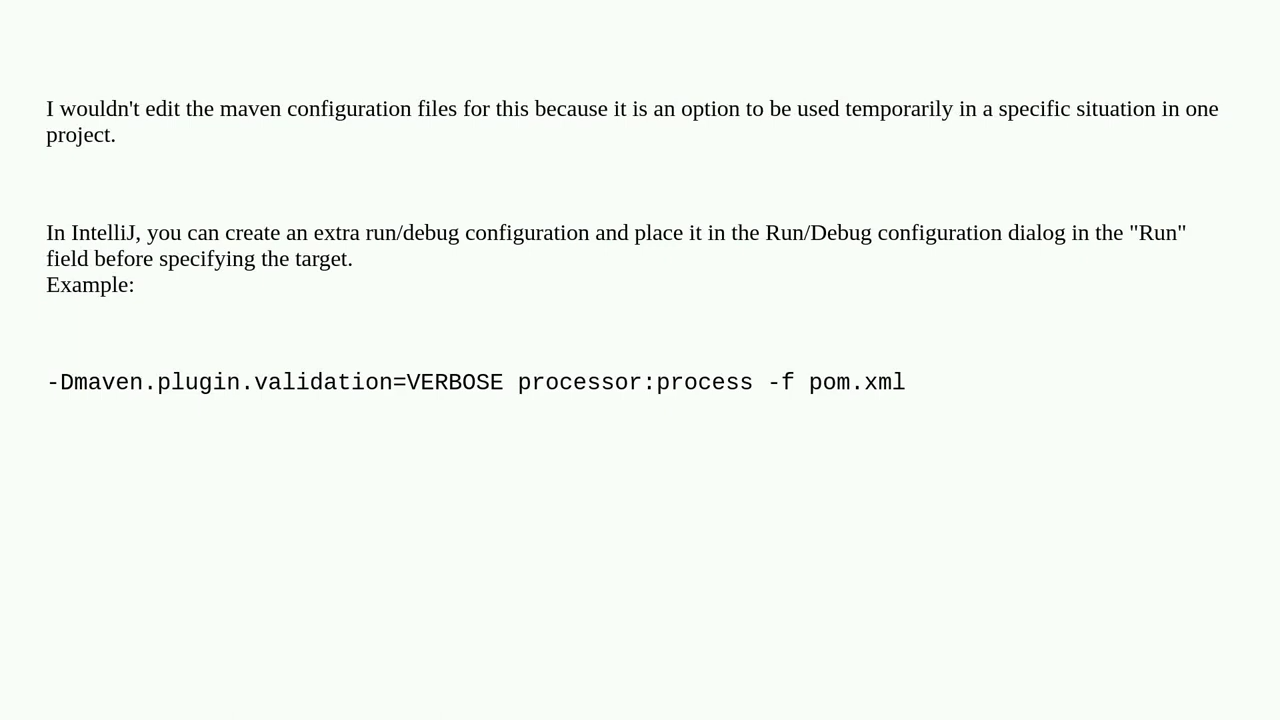 I wouldn't edit the maven configuration files for this because it is an option to be used temporarily in a specific situation in one
project.
In IntelliJ, you can create an extra run/debug configuration and place it in the Run/Debug configuration dialog in the "Run"
field before specifying the target.
Example:
-Dmaven.plugin.validation=VERBOSE processor:process -f pom.xml